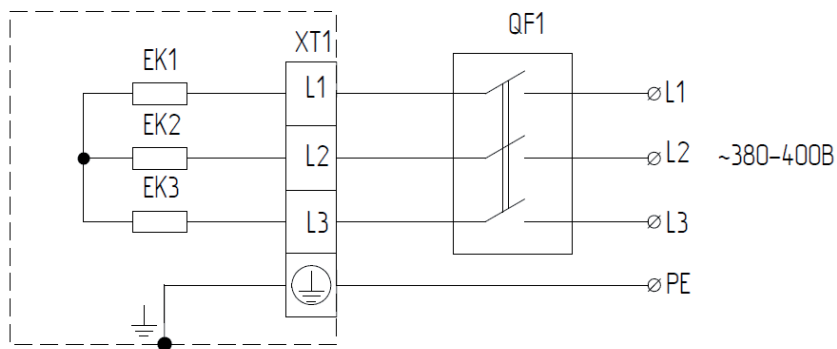 QF1
XT1
EK1
L1
L1
EK2
L2
L2 ~380-400В
EK3
L3
L3
PE